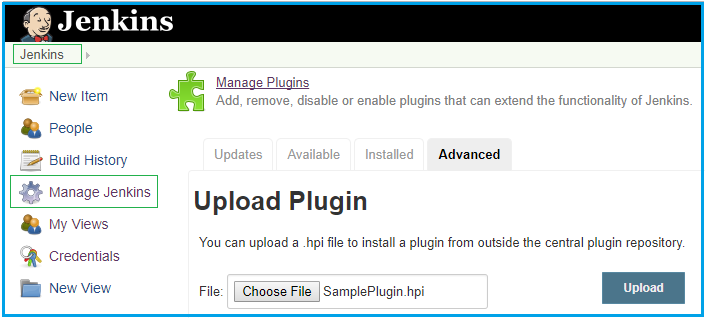 Jenkins
Jenkins
New Item
People
Build History
Manage Jenkins
My Views
Credentials
New View
Manage Plugins
Add, remove, disable or enable plugins that can extend the functionality of Jenkins.
Updates Available Installed Advanced
Upload Plugin
You can upload a .hpi file to install a plugin from outside the central plugin repository.
File: Choose File SamplePlugin.hpi Upload